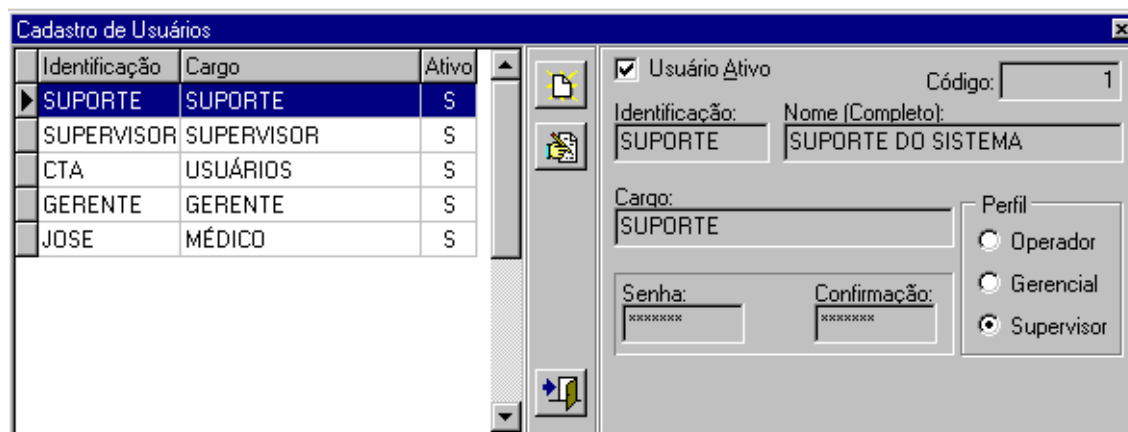 Cadastro de Usuários
Identificação Cargo Ativo
SUPORTE SUPORTE S
SUPERVISOR SUPERVISOR S
CTA USUÁRIOS S
GERENTE GERENTE S
JOSE MÉDICO S
Usuário Ativo
Código: 1
Identificação: Nome (Completo):
SUPORTE SUPORTE DO SISTEMA
Cargo:
SUPORTE
Perfil
Operador
Gerencial
Supervisor
Senha: Confirmação:
******* *******